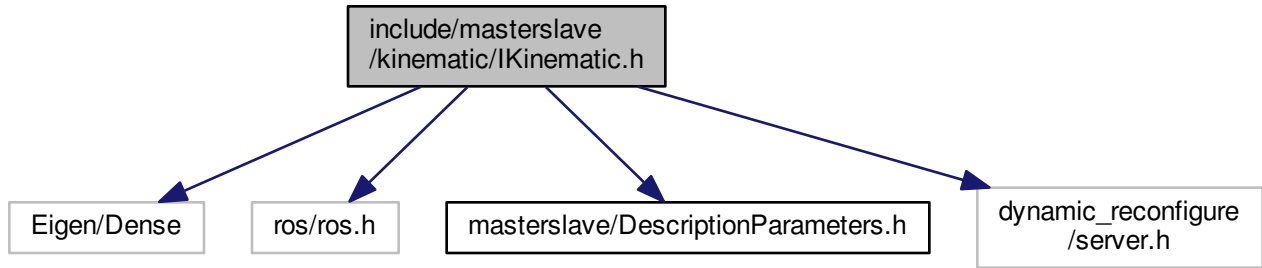 include/masterslave
/kinematic/IKinematic.h
Eigen/Dense
ros/ros.h
masterslave/DescriptionParameters.h
dynamic_reconfigure
/server.h